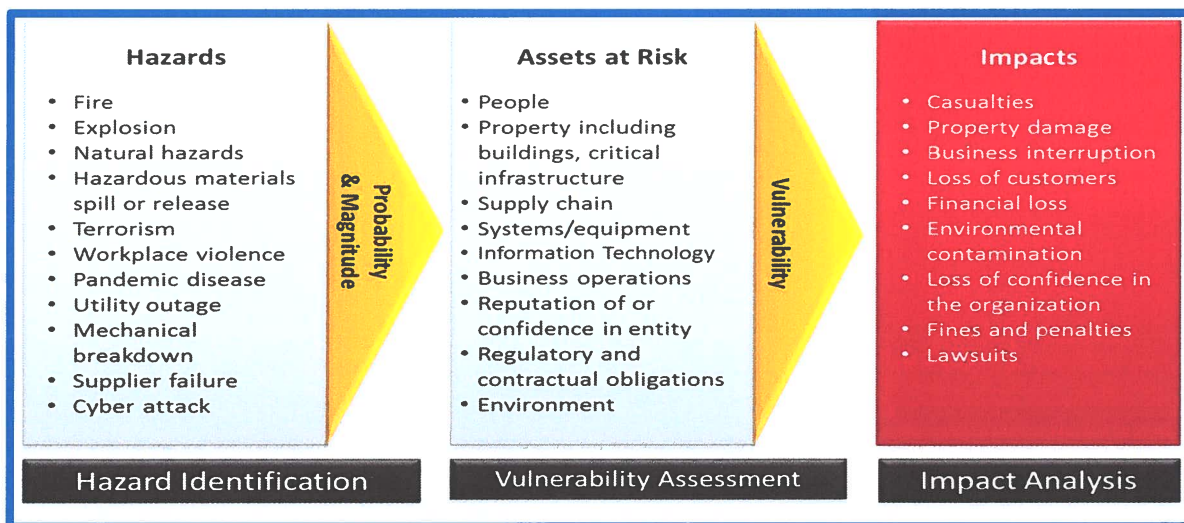 Hazards
• Fire
• Explosion
• Natural hazards
• Hazardous materials
spill or release
• Terrorism
• Workplace violence
• Pandemic disease
• Utility outage
• Mechanical
breakdown
• Supplier failure
• Cyber attack
Probability
& Magnitude
Hazard Identification
Assets at Risk
• People
• Property including
buildings, critical
infrastructure
• Supply chain
• Systems/equipment
• Information Technology
• Business operations
• Reputation of or
confidence in entity
• Regulatory and
contractual obligations
• Environment
Vulnerability
Vulnerability Assessment
Impacts
• Casualties
• Property damage
• Business interruption
• Loss of customers
• Financial loss
• Environmental
contamination
• Loss of confidence in
the organization
• Fines and penalties
• Lawsuits
Impact Analysis